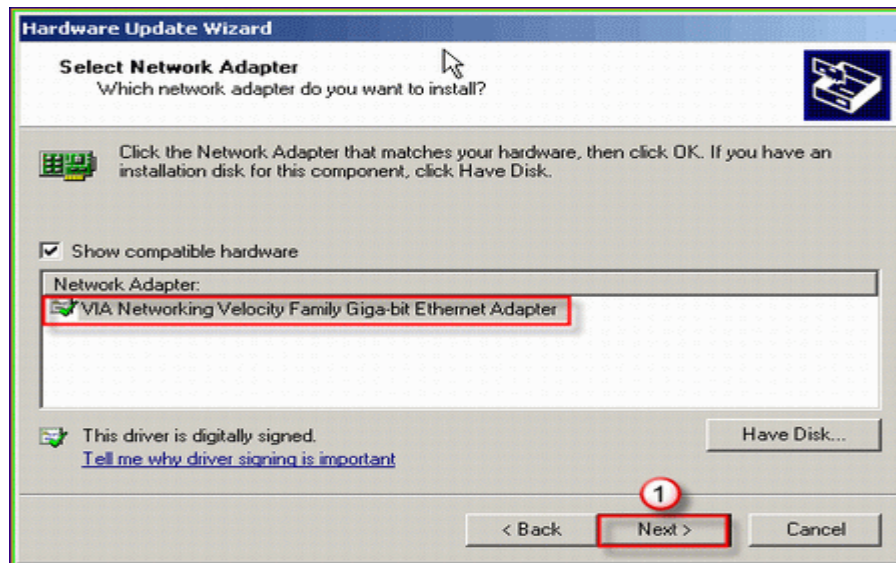 Hardware Update Wizard
Select Network Adapter
Which network adapter do you want to install?
Click the Network Adapter that matches your hardware, then click OK. If you have an
installation disk for this component, click Have Disk.
Show compatible hardware
Network Adapter:
VIA Networking Velocity Family Giga-bit Ethernet Adapter
This driver is digitally signed.
Have Disk...
Tell me why driver signing is important
1
< Back
Next >
Cancel